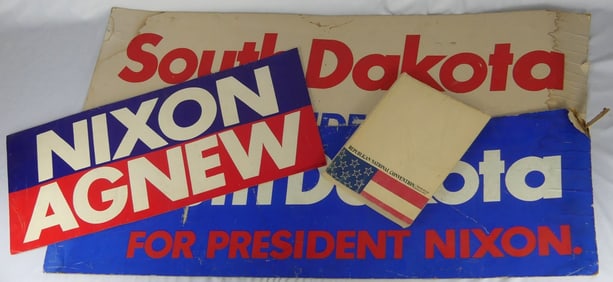 South Dakota
NIXON
AGNEW
REPUBLICAN NATIONAL CONVENTION
Dakota
FOR PRESIDENT NIXON.